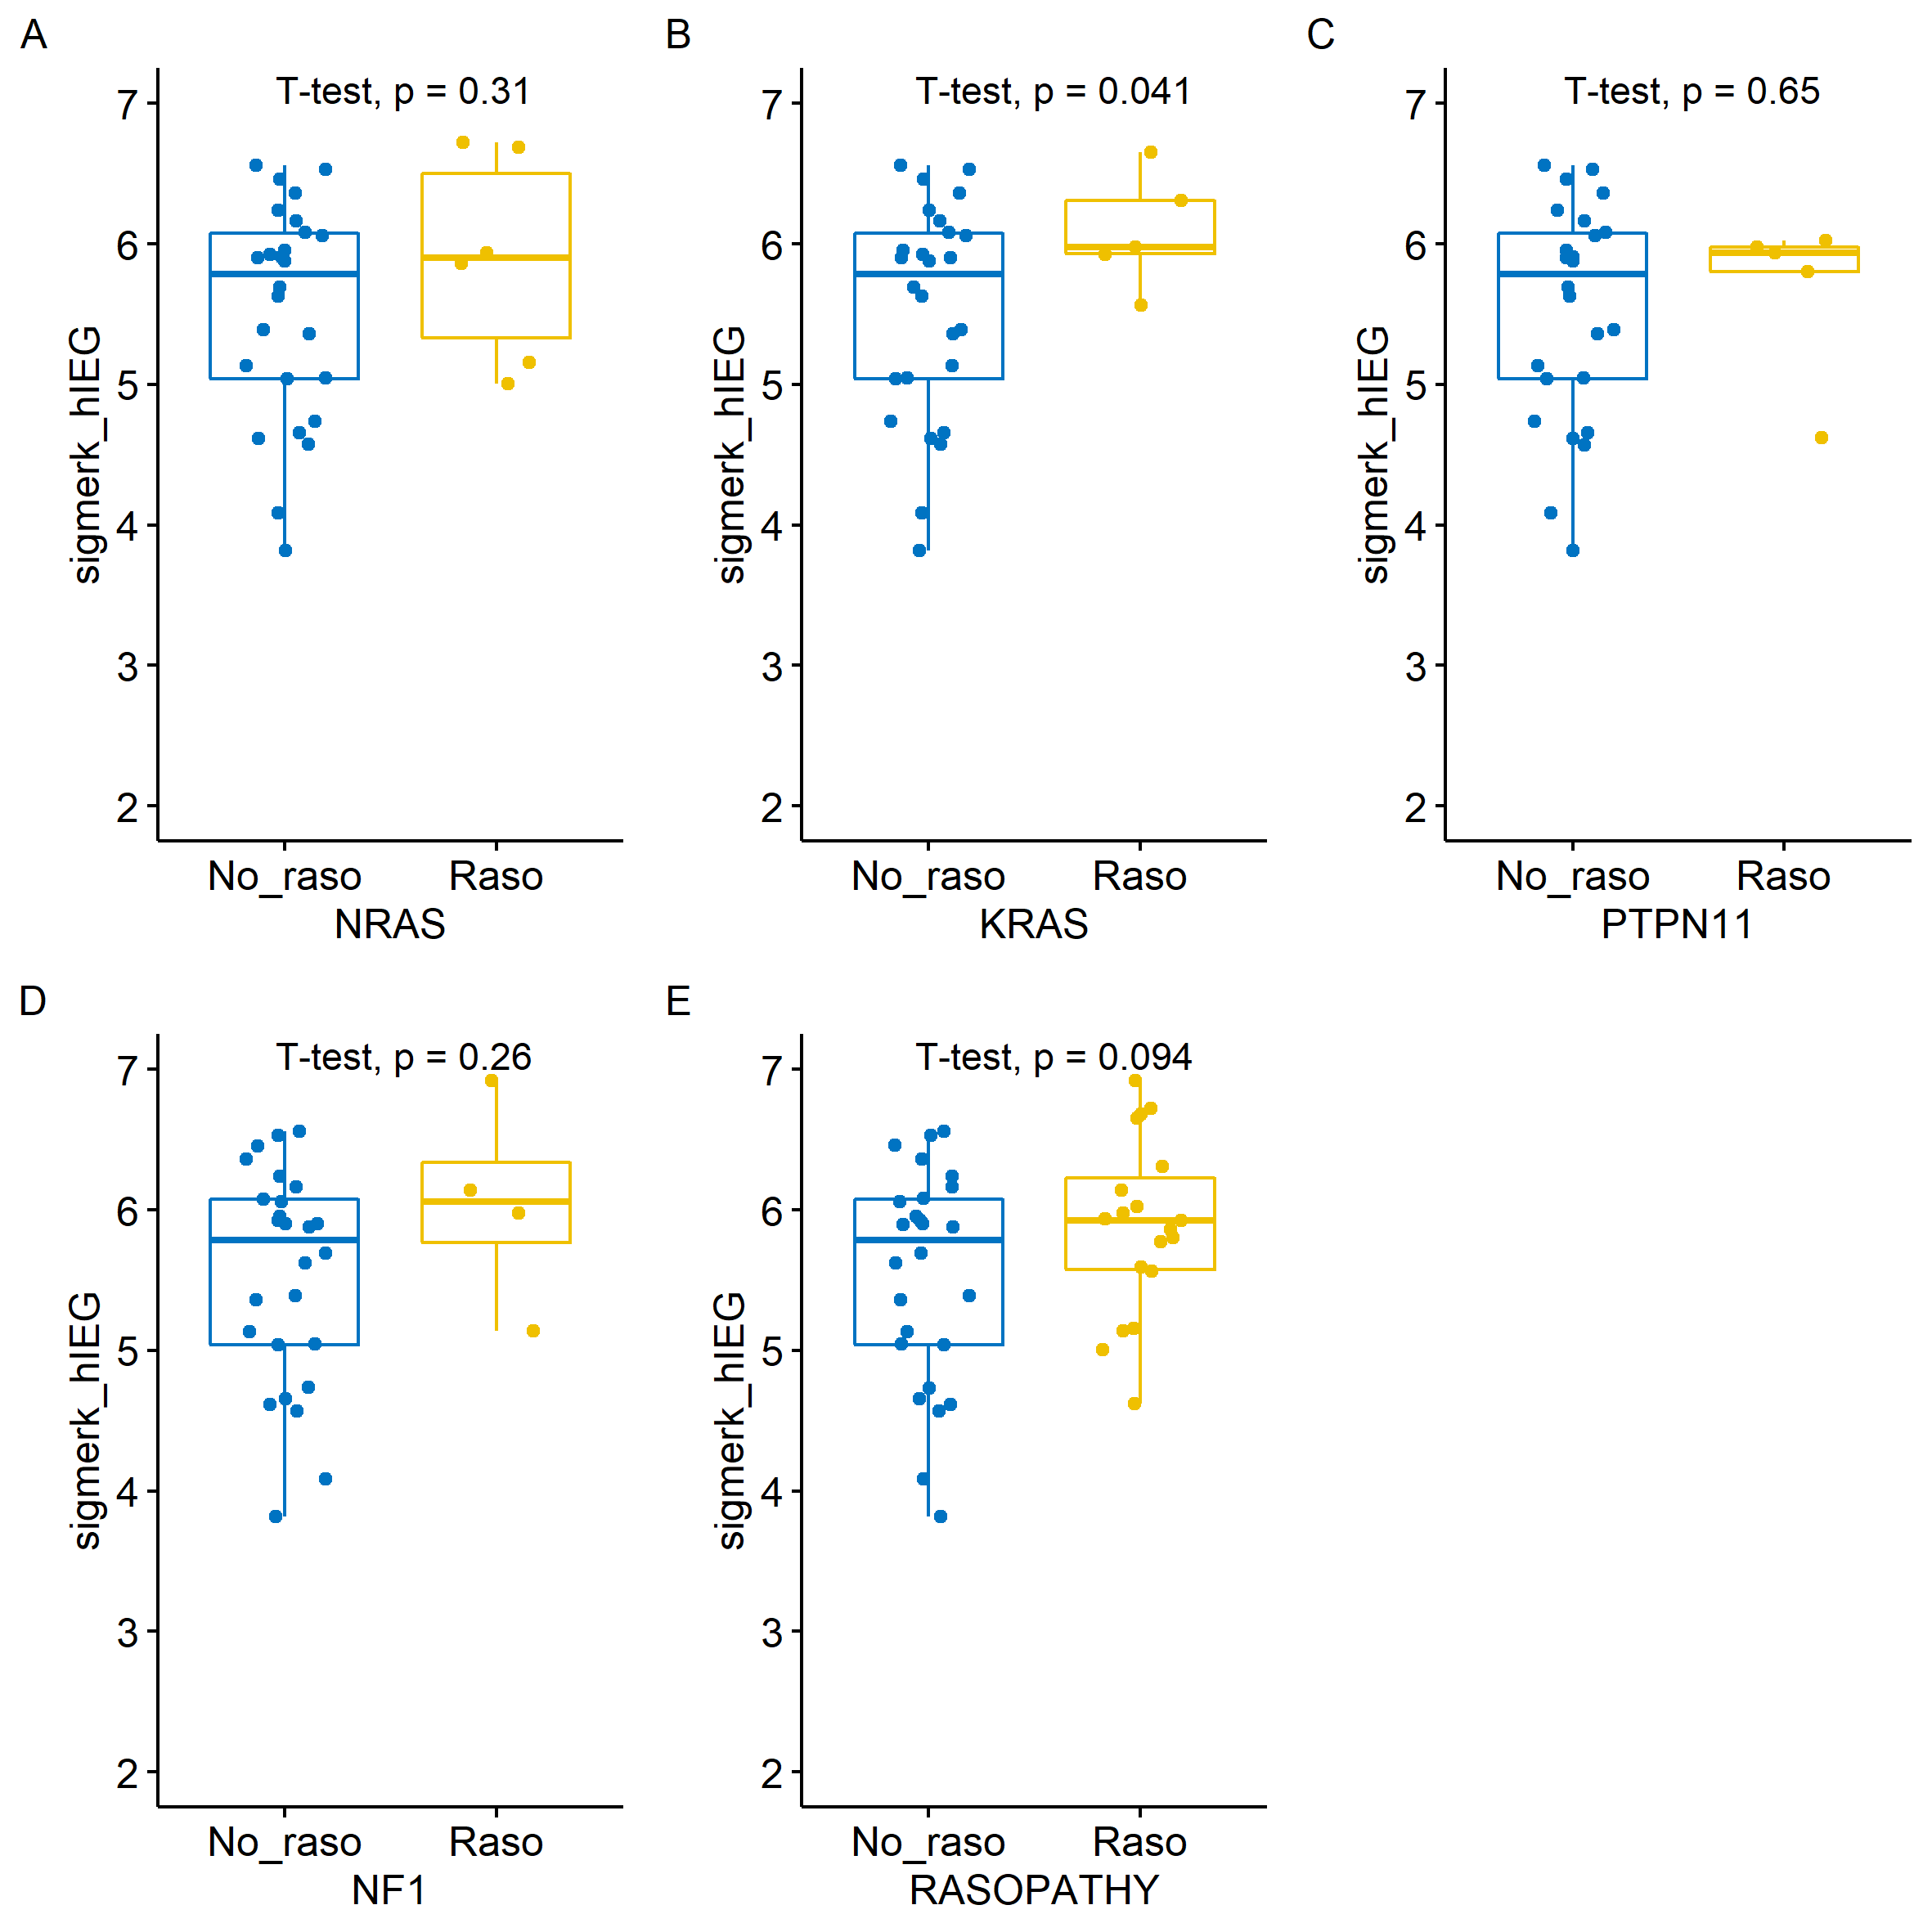 A
T-test, p = 0.31
7
6
5
4
3
2
sigmerk_hIEG
No_raso Raso
NRAS
B
T-test, p = 0.041
7
6
5
4
3
2
sigmerk_hIEG
No_raso Raso
KRAS
C
T-test, p = 0.65
7
6
5
4
3
2
sigmerk_hIEG
No_raso Raso
PTPN11
D
T-test, p = 0.26
7
6
5
4
3
2
sigmerk_hIEG
No_raso Raso
NF1
E
T-test, p = 0.094
7
6
5
4
3
2
sigmerk_hIEG
No_raso Raso
RASOPATHY